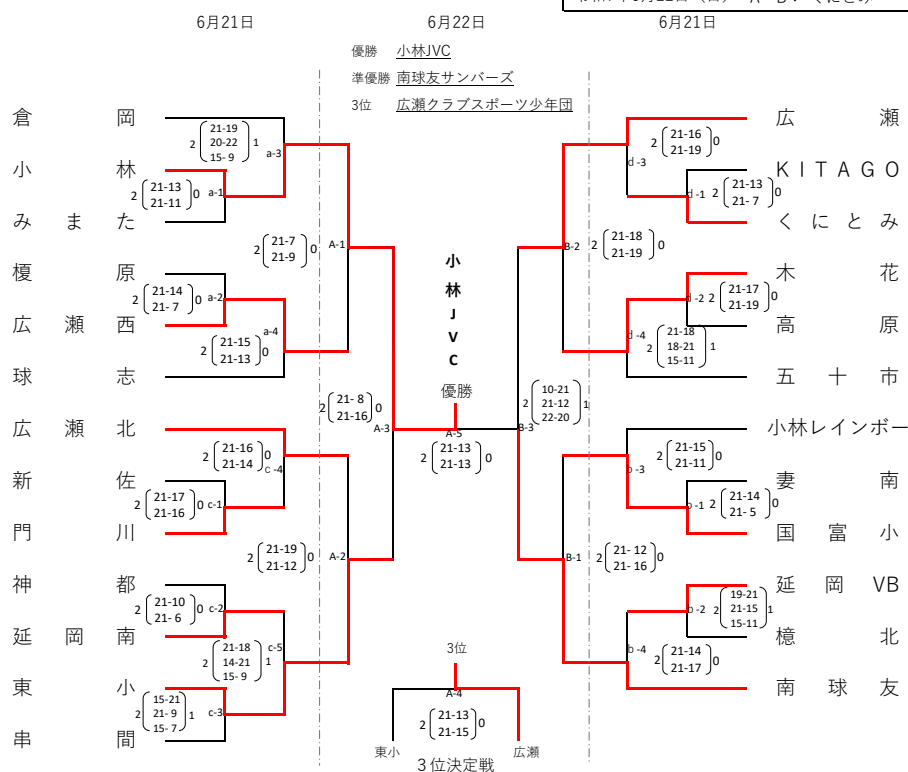 6月21日
6月22日
6月21日
優勝 小林JVC
準優勝 南球友サンバーズ
3位 広瀬クラブスポーツ少年団
倉岡
小林
みまた
榎原
広瀬西
球志
広瀬北
新佐
門川
神都
延岡南
東小
串間
2 21-19 20-22 15- 9 1
a-3
2 21-13 21-11 0
a-1
2 21-7 21-9 0
A-1
2 21-14 21- 7 0
a-2
a-4
2 21-15 21-13 0
2 21- 8 21-16 0
A-3
2 21-16 21-14 0
c-4
2 21-17 21-16 0
c-1
2 21-19 21-12 0
A-2
2 21-10 21- 6 0
c-2
2 21-18 14-21 15- 9 1
c-5
2 15-21 21- 9 15- 7 1
c-3
小林JVC
優勝
A-5
2 21-13 21-13 0
3位
A-4
2 21-13 21-15 0
東小
広瀬
3位決定戦
広瀬
KITAGO
くにとみ
木花
高原
五十市
小林レインボー
妻南
国富小
延岡VB
檍北
南球友
2 21-16 21-19 0
d-3
d-1
2 21-13 21- 7 0
B-2
2 21-18 21-19 0
d-2
2 21-17 21-19 0
d-4
2 21-18 18-21 15-11 1
2 10-21 21-12 22-20 1
B-3
2 21-15 21-11 0
b-3
b-1
2 21-14 21- 5 0
B-1
2 21- 12 21- 16 0
b-2
2 19-21 21-15 15-11 1
b-4
2 21-14 21-17 0